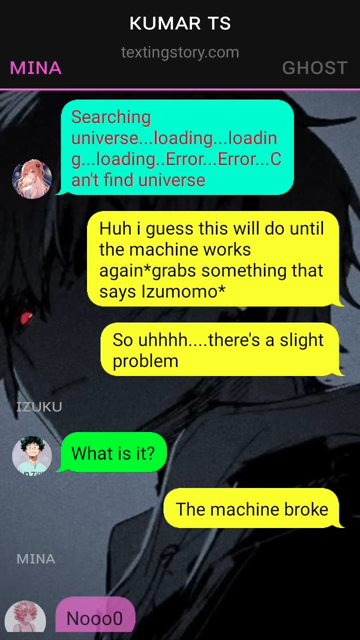 KUMAR TS
textingstory.com
MINA
GHOST
Searching
universe...loading...loadin
g...loading..Error...Error...C
an't find universe
Huh i guess this will do until
the machine works
again*grabs something that
says Izumomo*
So uhhhh....there's a slight
problem
IZUKU
What is it?
The machine broke
MINA
Nooo0